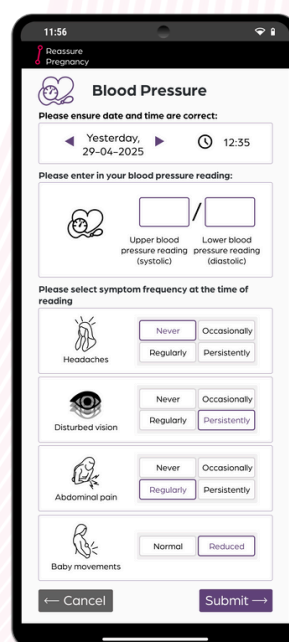 11:56
Reassure
Pregnancy
Blood Pressure
Please ensure date and time are correct:
Yesterday,
29-04-2025
12:35
Please enter in your blood pressure reading:
/
Upper blood
pressure reading
(systolic)
Lower blood
pressure reading
(diastolic)
Please select symptom frequency at the time of
reading
Headaches
Never Occasionally
Regularly Persistently
Disturbed vision
Never Occasionally
Regularly Persistently
Abdominal pain
Never Occasionally
Regularly Persistently
Baby movements
Normal Reduced
← Cancel
Submit →